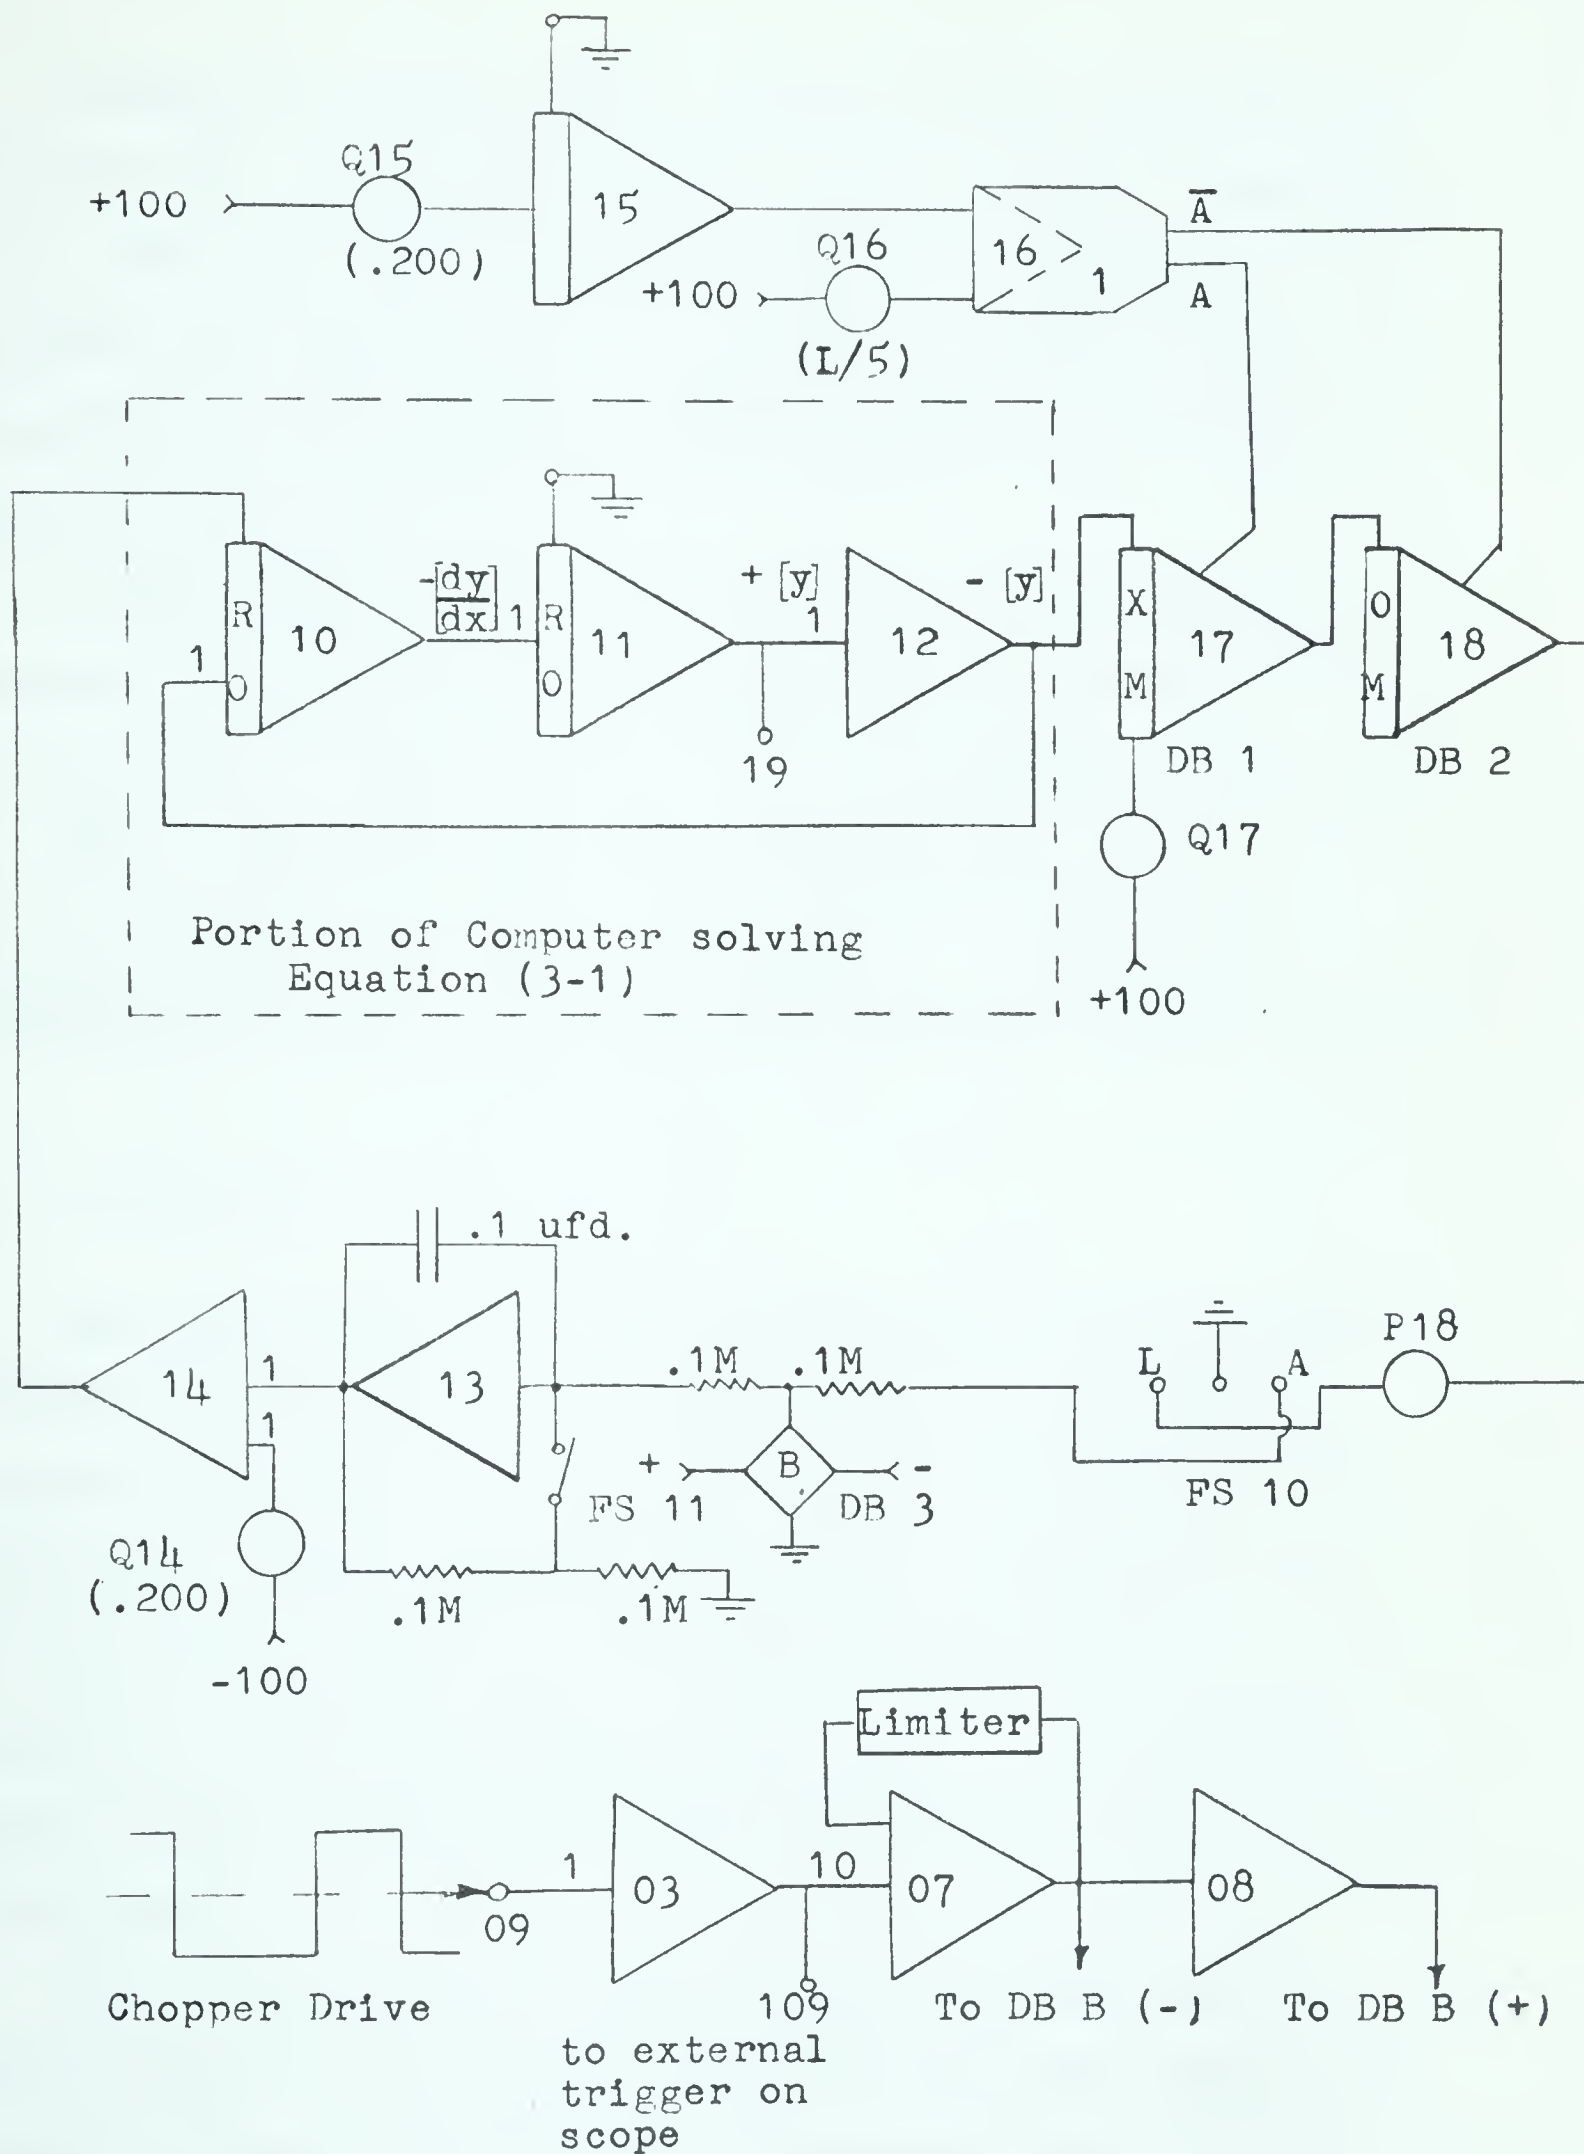 Q15
+100
(.200)
15
Q16
+100
(L/5)
16
1
A̅
A
R
O
1
10
-[dy/dx]
1
R
O
11
+ [y]
1
19
12
- [y]
X
M
17
DB 1
O
M
18
DB 2
Q17
+100
Portion of Computer solving
Equation (3-1)
.1 ufd.
14
1
1
13
.1M
.1M
L
A
P18
+
B
-
FS 11
DB 3
FS 10
Q14
(.200)
.1M
.1M
-100
Limiter
1
03
10
07
08
09
Chopper Drive
109
To DB B (-)
To DB B (+)
to external
trigger on
scope